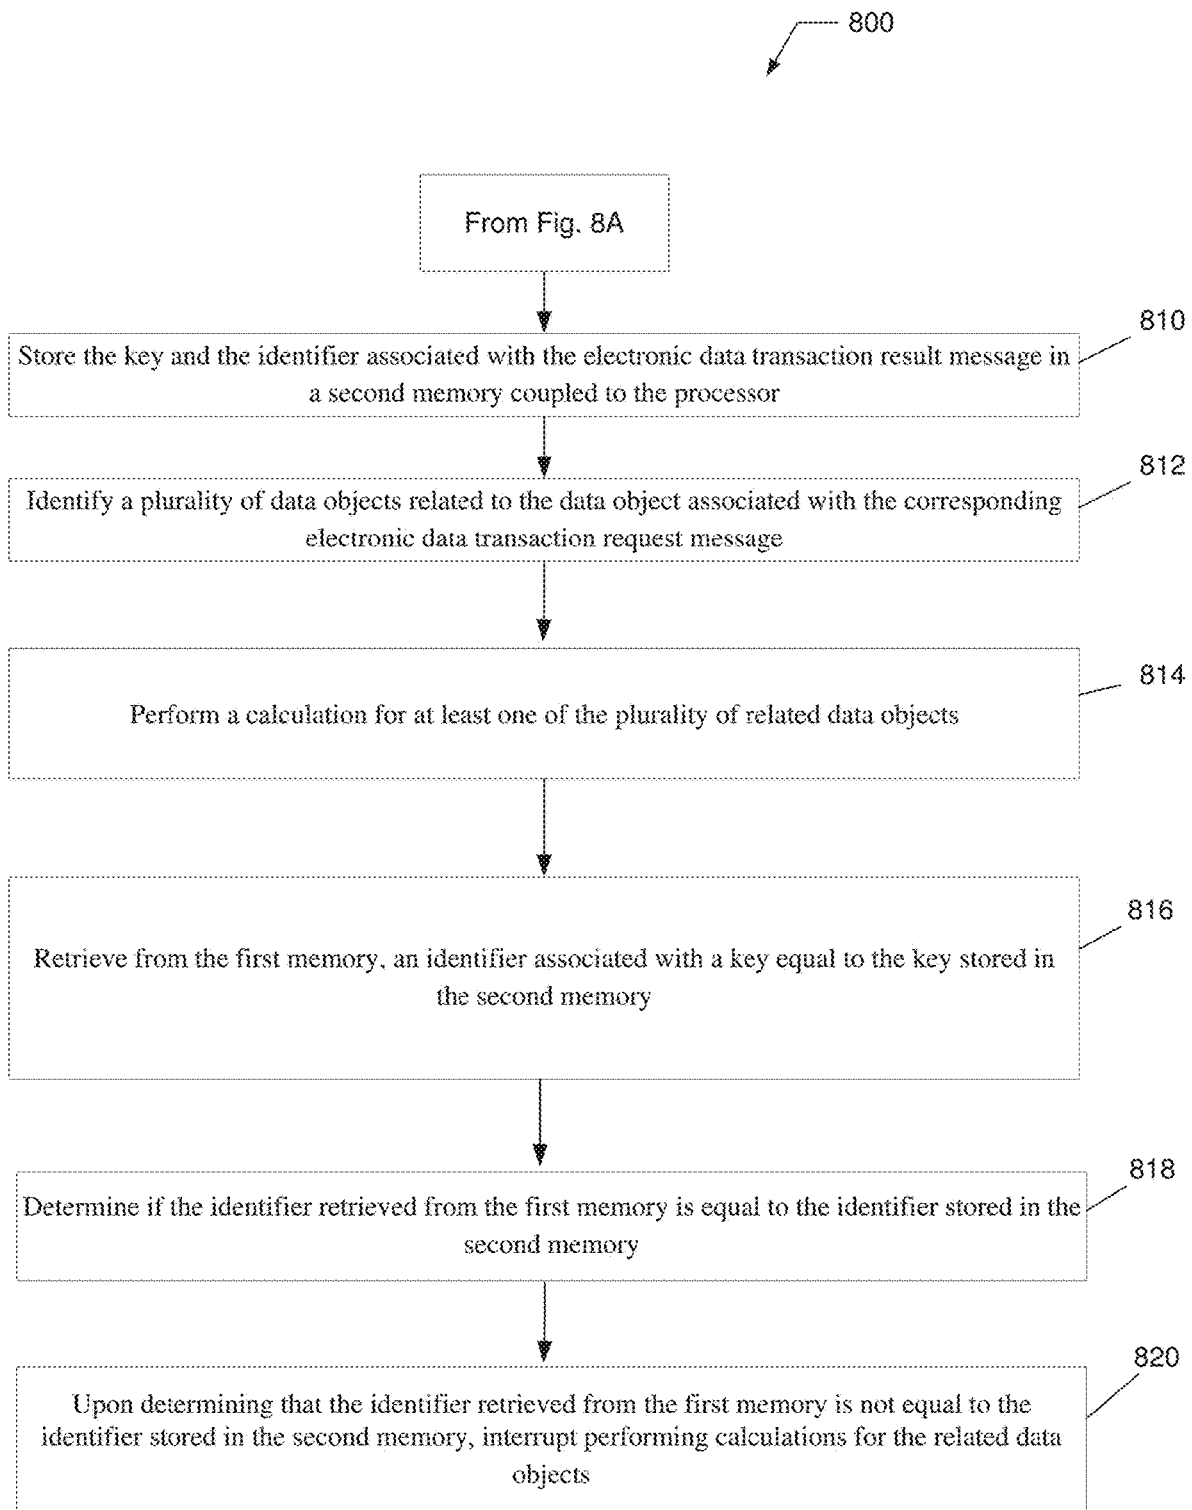 800
From Fig. 8A
810
Store the key and the identifier associated with the electronic data transaction result message in
a second memory coupled to the processor
812
Identify a plurality of data objects related to the data object associated with the corresponding
electronic data transaction request message
814
Perform a calculation for at least one of the plurality of related data objects
816
Retrieve from the first memory, an identifier associated with a key equal to the key stored in
the second memory
818
Determine if the identifier retrieved from the first memory is equal to the identifier stored in the
second memory
820
Upon determining that the identifier retrieved from the first memory is not equal to the
identifier stored in the second memory, interrupt performing calculations for the related data
objects